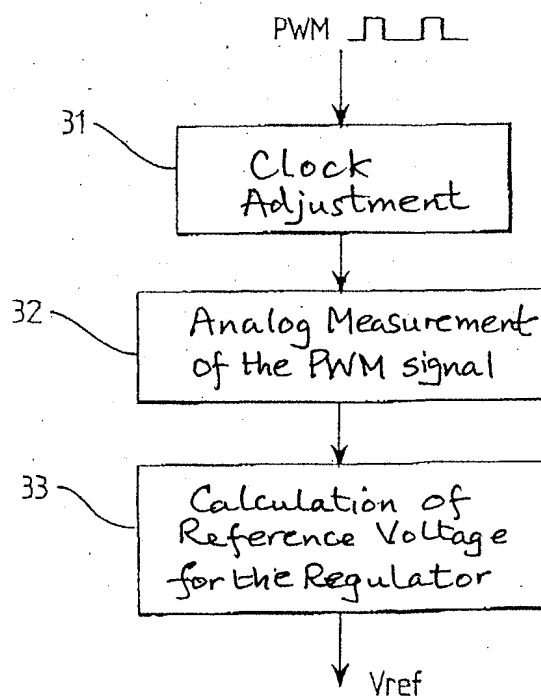 PWM
31
Clock
Adjustment
32
Analog Measurement
of the PWM signal
33
Calculation of
Reference Voltage
for the Regulator
Vref